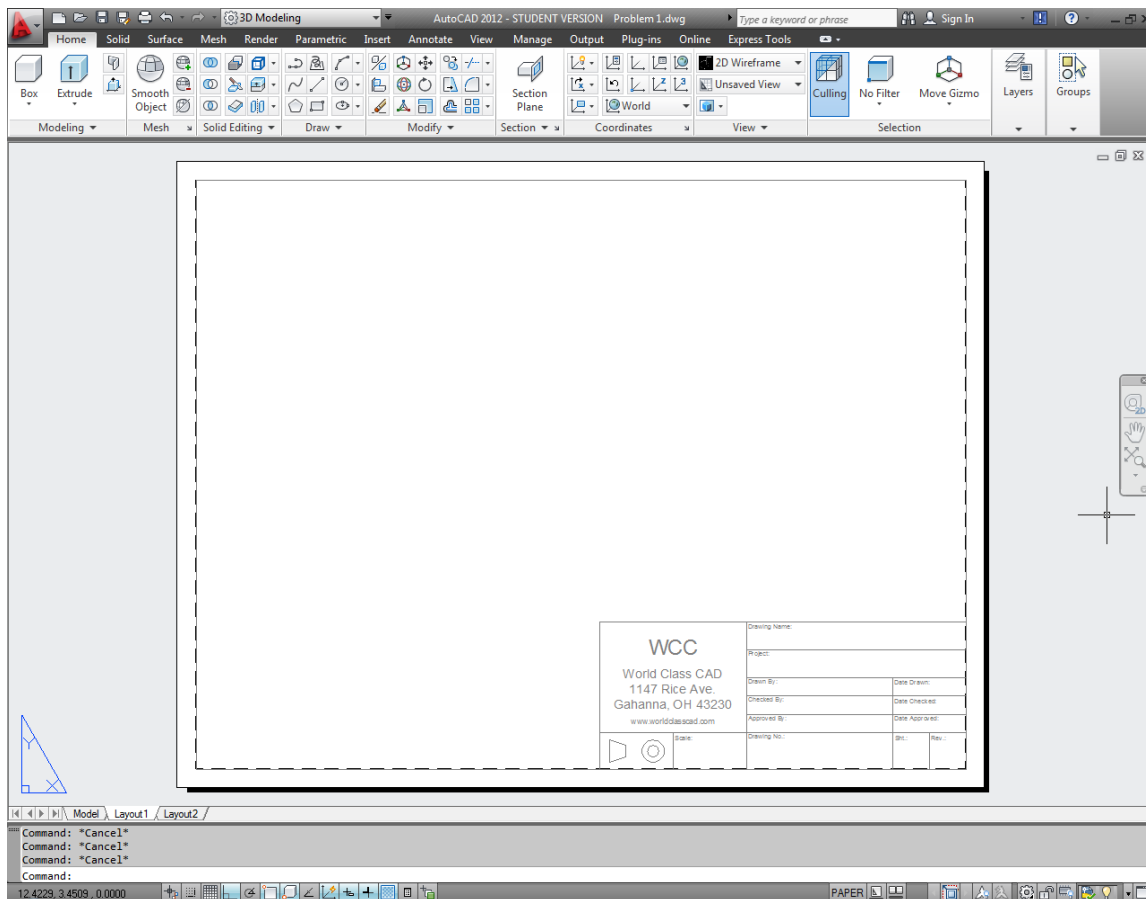 3D Modeling
AutoCAD 2012 - STUDENT VERSION Problem 1.dwg
Type a keyword or phrase
Sign In
Home Solid Surface Mesh Render Parametric Insert Annotate View Manage Output Plug-ins Online Express Tools
Box
Extrude
Smooth Object
Section Plane
World
2D Wireframe
Unsaved View
Culling
No Filter
Move Gizmo
Layers
Groups
Modeling Mesh Solid Editing Draw Modify Section Coordinates View Selection
2D
WCC
World Class CAD
1147 Rice Ave.
Gahanna, OH 43230
www.worldclasscad.com
Drawing Name:
Project:
Drawn By: Date Drawn:
Checked By: Date Checked:
Approved By: Date Approved:
Scale: Drawing No.: Sht.: Rev.:
Y
X
Model Layout1 Layout2
Command: *Cancel*
Command: *Cancel*
Command: *Cancel*
Command:
12.4229, 3.4509, 0.0000 PAPER